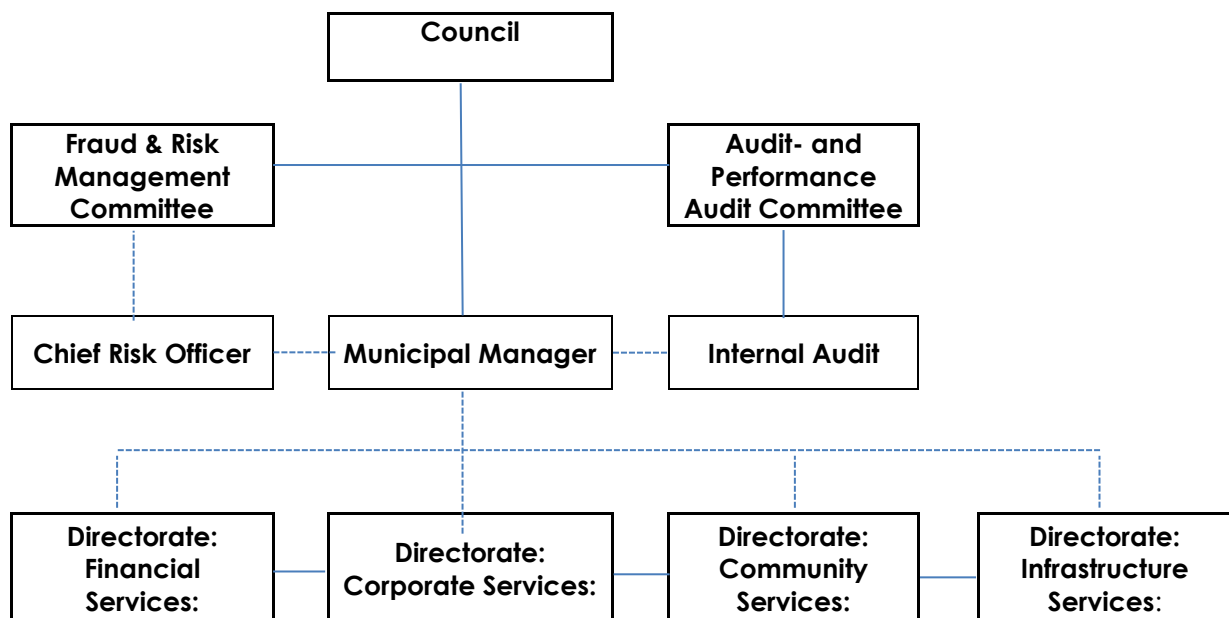 Council
Fraud & Risk
Management
Committee
Audit- and
Performance
Audit Committee
Chief Risk Officer
Municipal Manager
Internal Audit
Directorate:
Financial
Services:
Directorate:
Corporate Services:
Directorate:
Community
Services:
Directorate:
Infrastructure
Services: